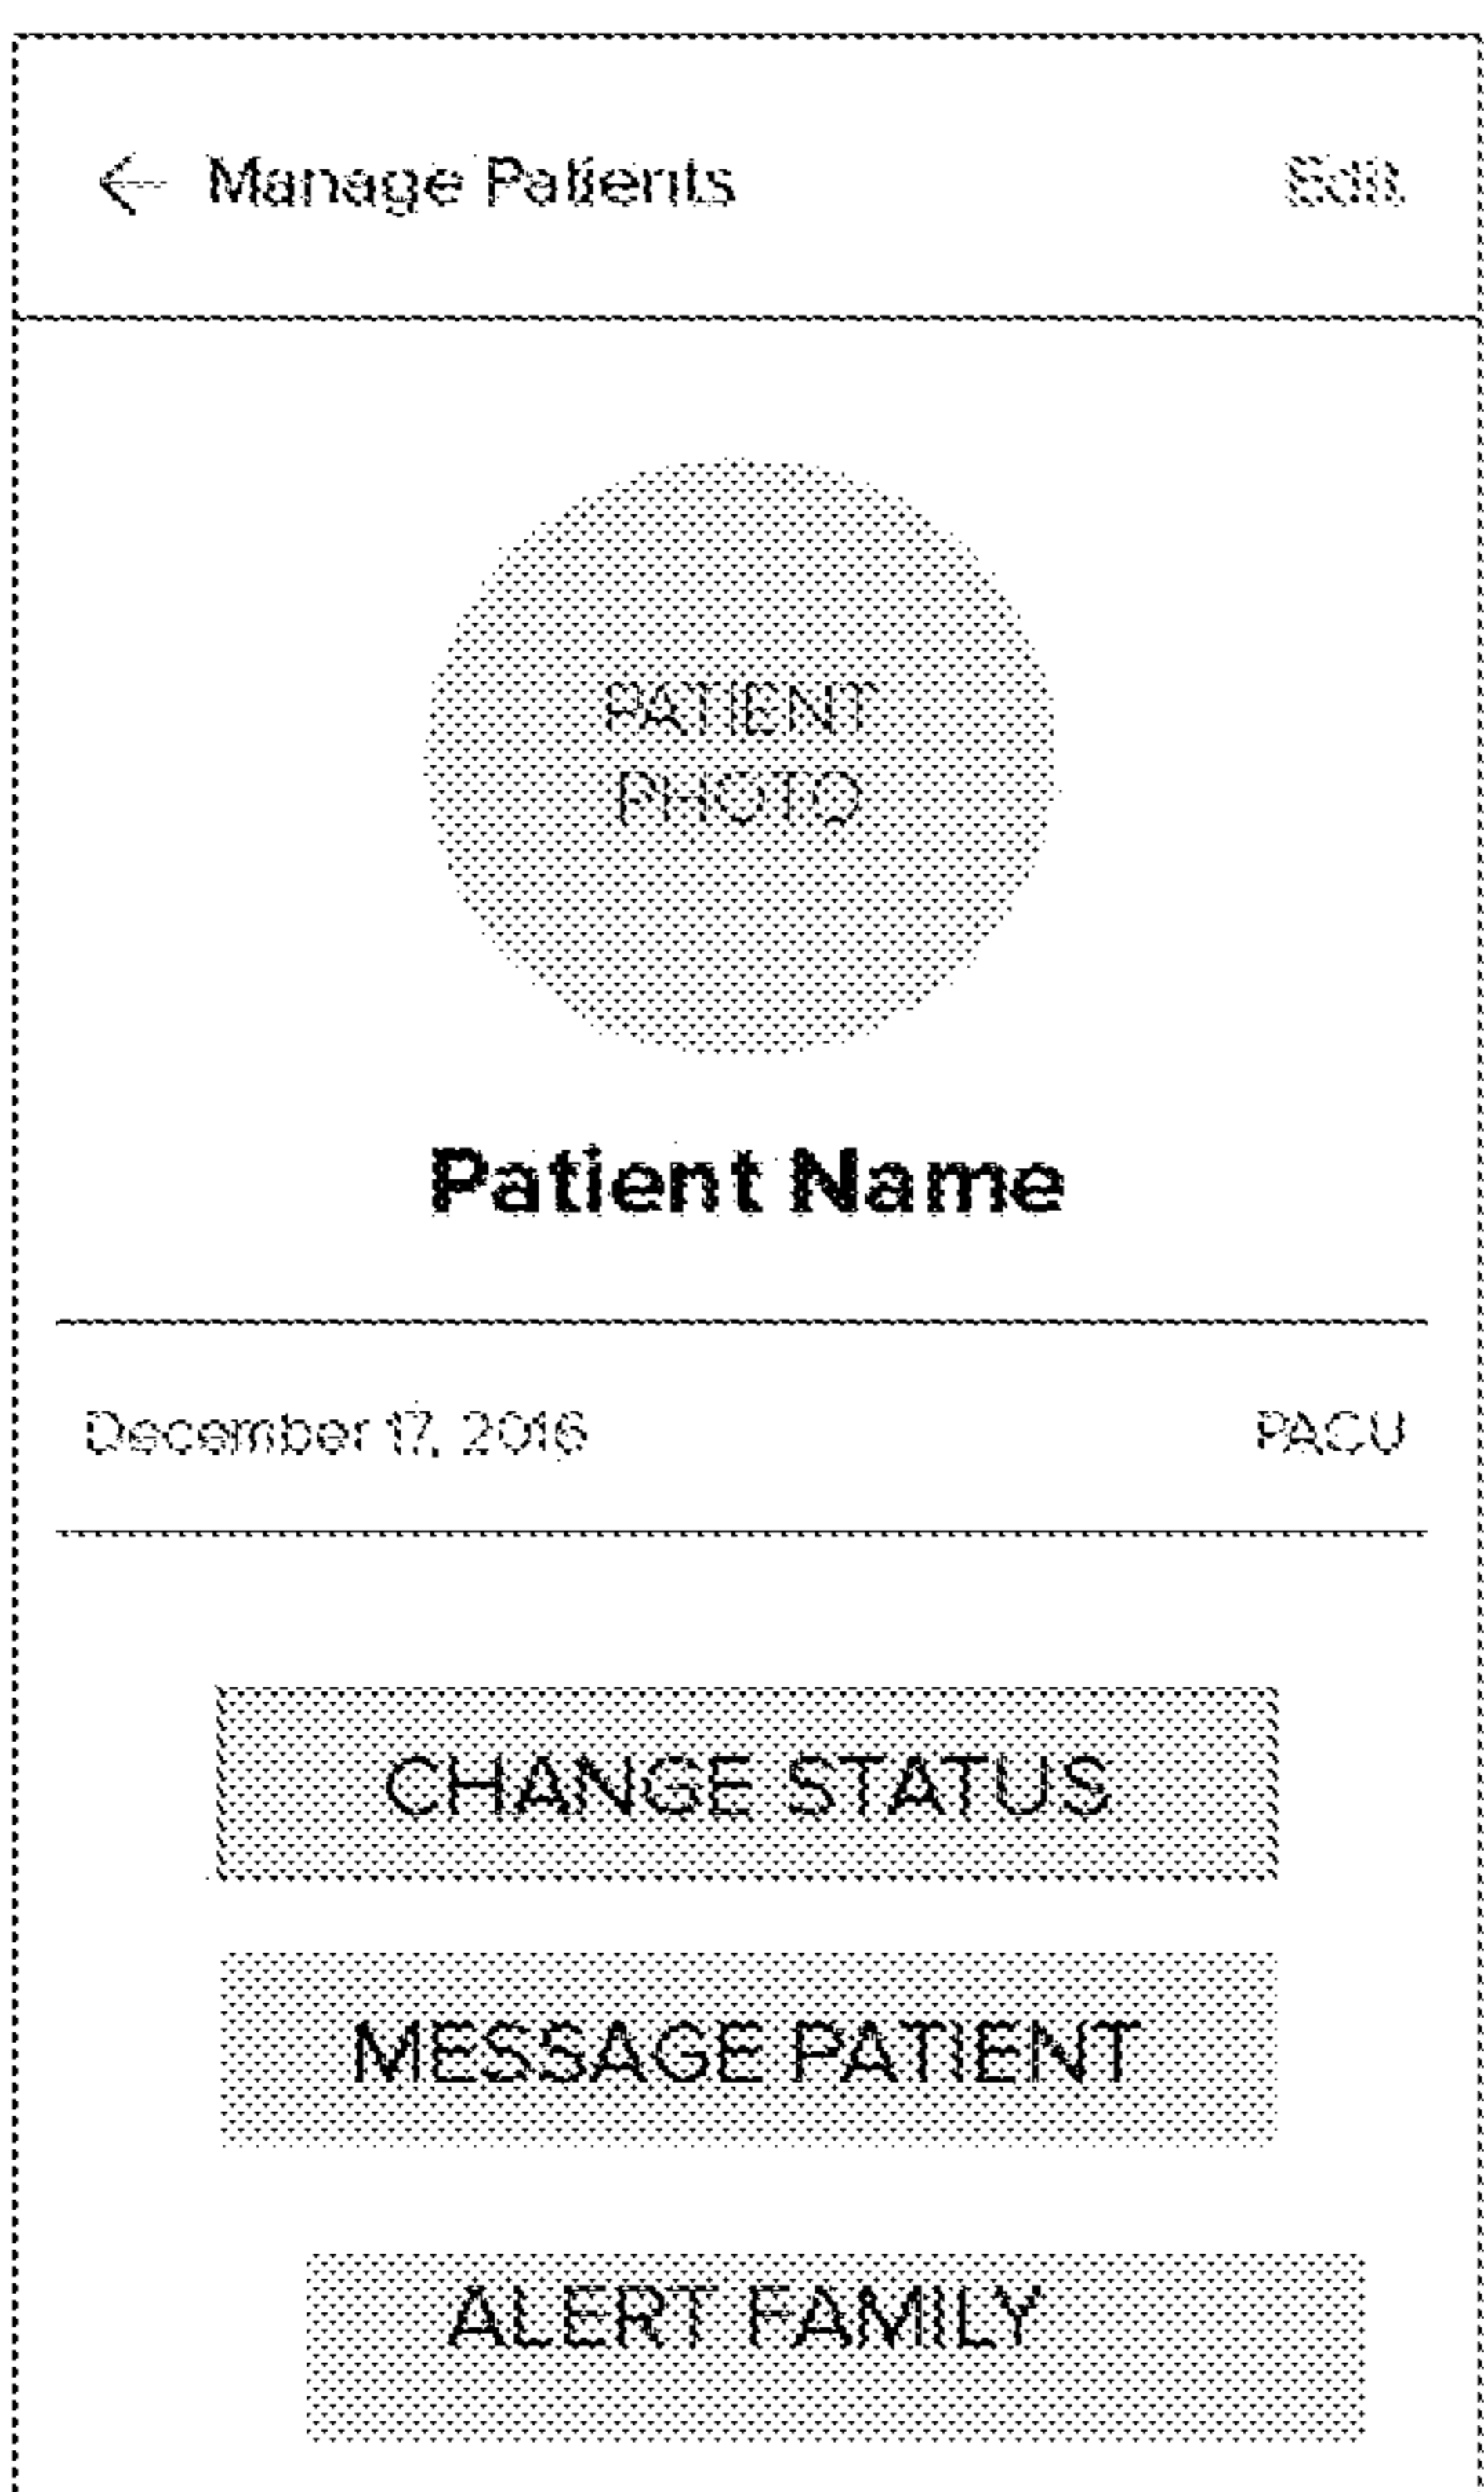 ← Manage Patients Edit
PATIENT
PHOTO
Patient Name
December 17, 2016 PACU
CHANGE STATUS
MESSAGE PATIENT
ALERT FAMILY